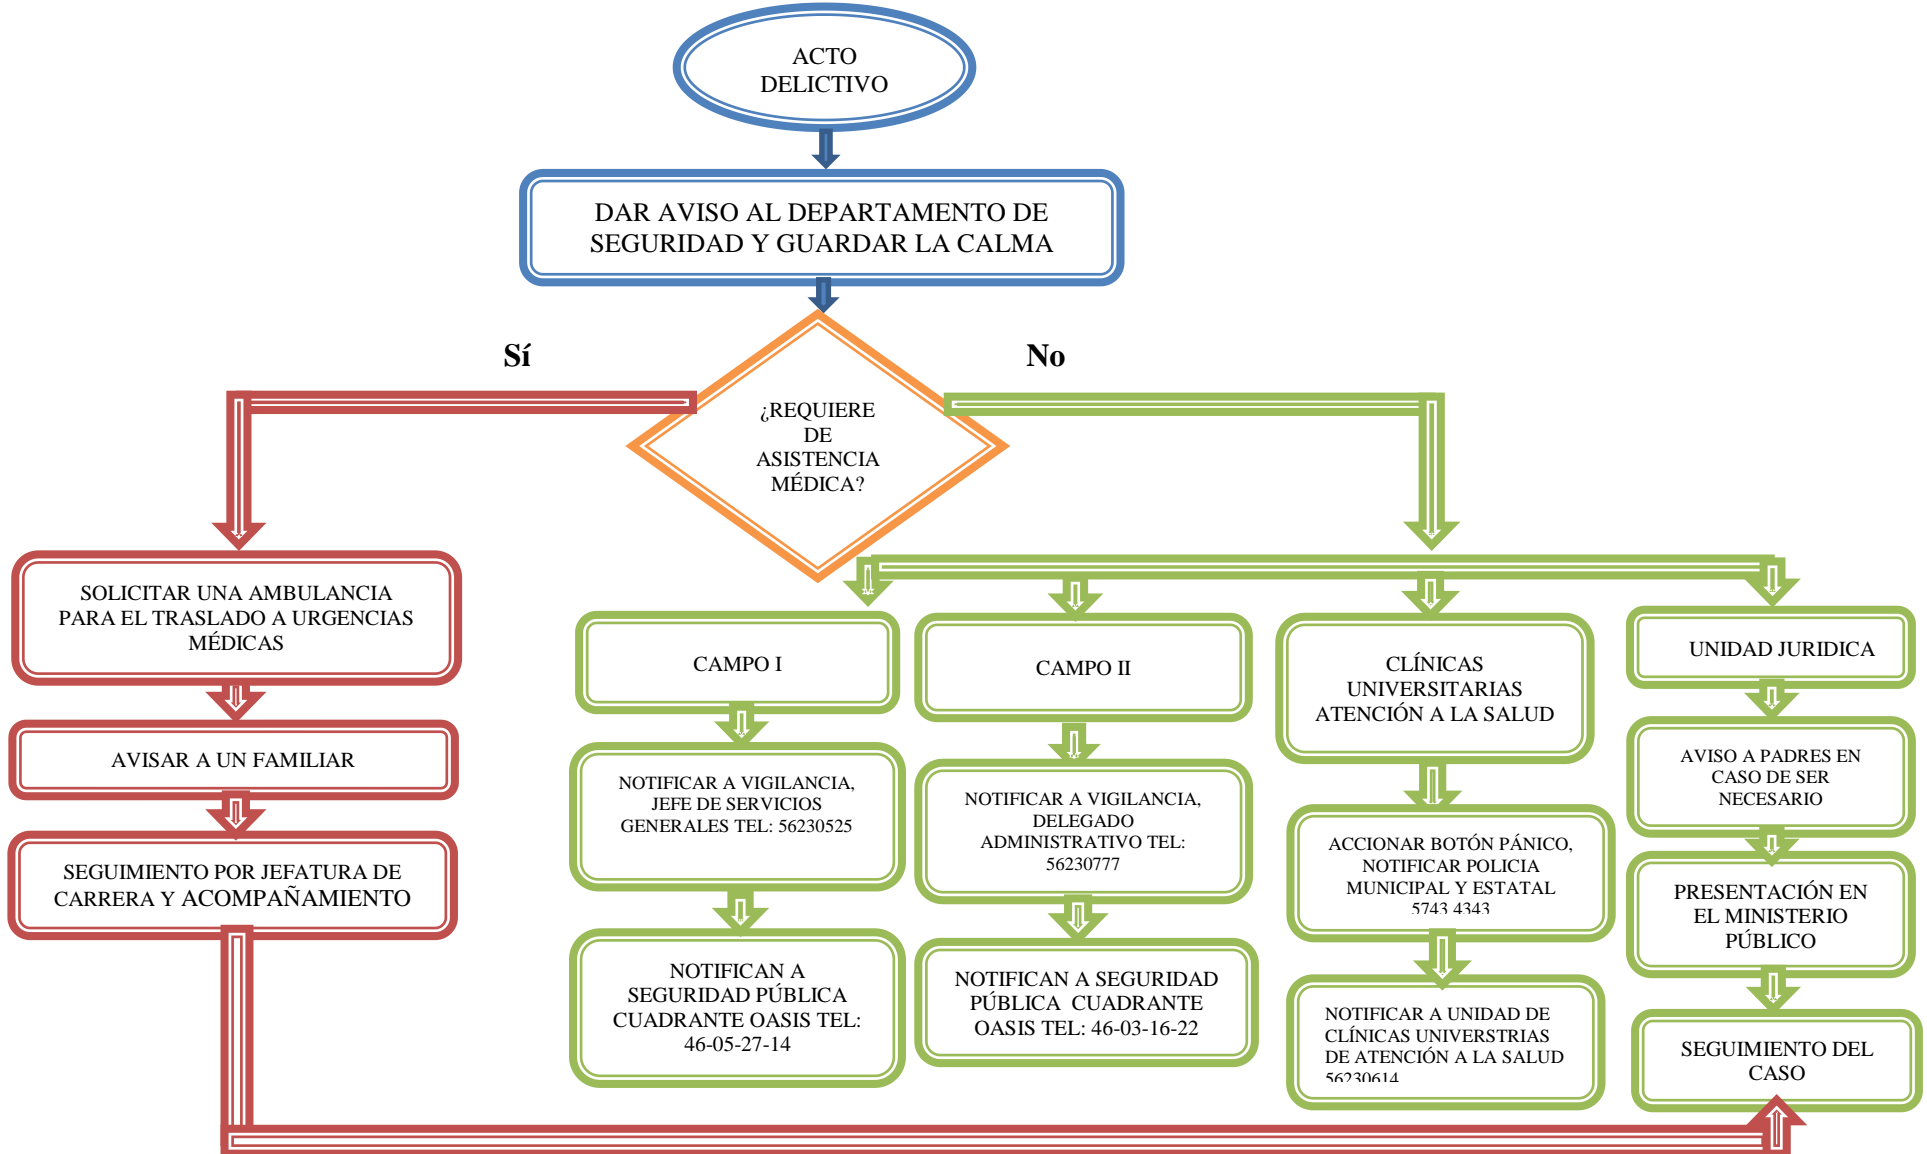 ACTO
DELICTIVO
DAR AVISO AL DEPARTAMENTO DE
SEGURIDAD Y GUARDAR LA CALMA
Sí
No
¿REQUIERE
DE
ASISTENCIA
MÉDICA?
SOLICITAR UNA AMBULANCIA
PARA EL TRASLADO A URGENCIAS
MÉDICAS
AVISAR A UN FAMILIAR
SEGUIMIENTO POR JEFATURA DE
CARRERA Y ACOMPAÑAMIENTO
CAMPO I
NOTIFICAR A VIGILANCIA,
JEFE DE SERVICIOS
GENERALES TEL: 56230525
NOTIFICAN A
SEGURIDAD PÚBLICA
CUADRANTE OASIS TEL:
46-05-27-14
CAMPO II
NOTIFICAR A VIGILANCIA,
DELEGADO
ADMINISTRATIVO TEL:
56230777
NOTIFICAN A SEGURIDAD
PÚBLICA CUADRANTE
OASIS TEL: 46-03-16-22
CLÍNICAS
UNIVERSITARIAS
ATENCIÓN A LA SALUD
ACCIONAR BOTÓN PÁNICO,
NOTIFICAR POLICIA
MUNICIPAL Y ESTATAL
5743 4343
NOTIFICAR A UNIDAD DE
CLÍNICAS UNIVERSTRIAS
DE ATENCIÓN A LA SALUD
56230614
UNIDAD JURIDICA
AVISO A PADRES EN
CASO DE SER
NECESARIO
PRESENTACIÓN EN
EL MINISTERIO
PÚBLICO
SEGUIMIENTO DEL
CASO